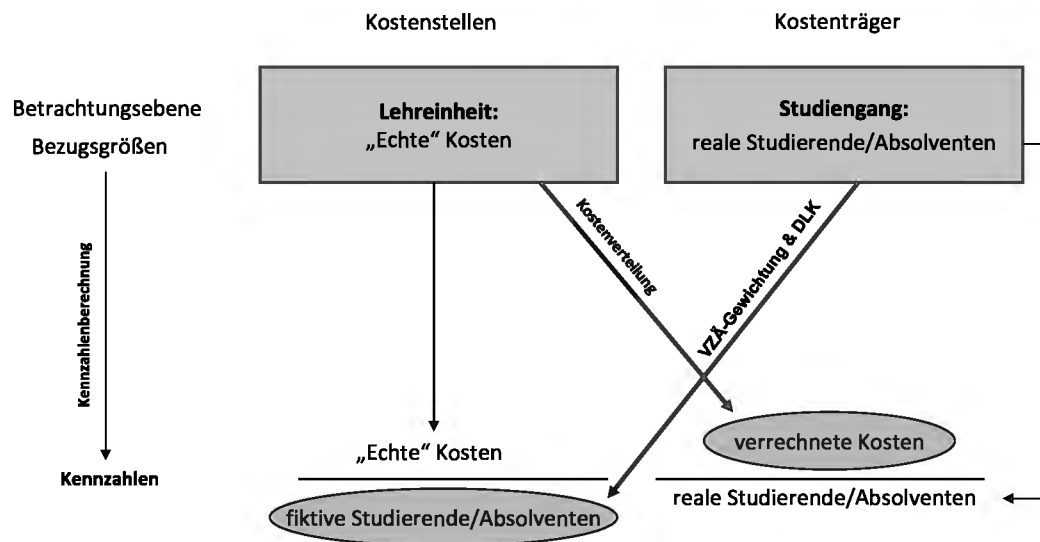 Kostenstellen
Kostenträger
Betrachtungsebene
Bezugsgrößen
Lehreinheit:
„Echte“ Kosten
Studiengang:
reale Studierende/Absolventen
Kennzahlenberechnung
Kostenverteilung
VZÄ-Gewichtung & DLK
Kennzahlen
„Echte“ Kosten
fiktive Studierende/Absolventen
verrechnete Kosten
reale Studierende/Absolventen